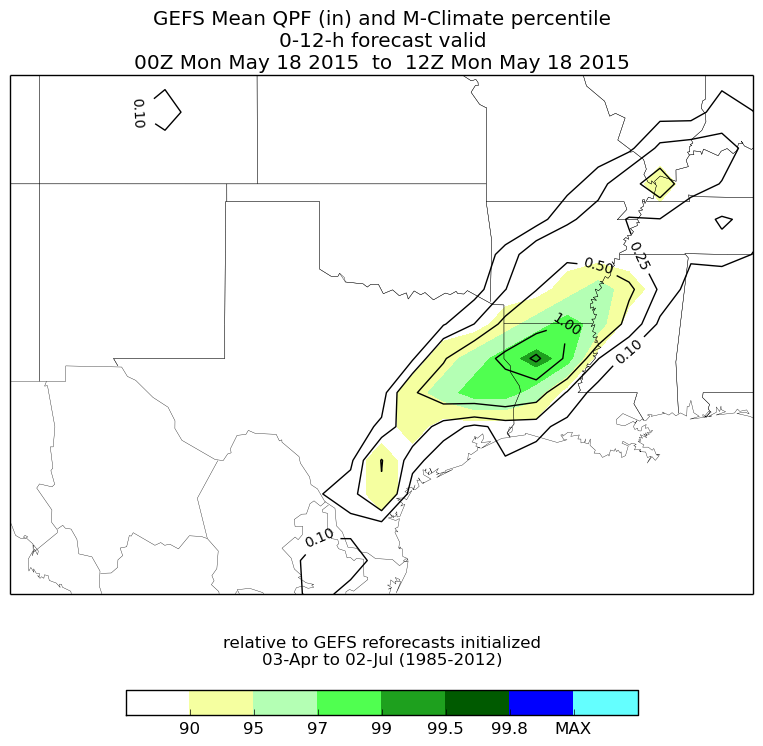 GEFS Mean QPF (in) and M-Climate percentile
0-12-h forecast valid
00Z Mon May 18 2015  to  12Z Mon May 18 2015
0.10
0.25
0.50
1.00
0.10
0.10
relative to GEFS reforecasts initialized
03-Apr to 02-Jul (1985-2012)
90 95 97 99 99.5 99.8 MAX